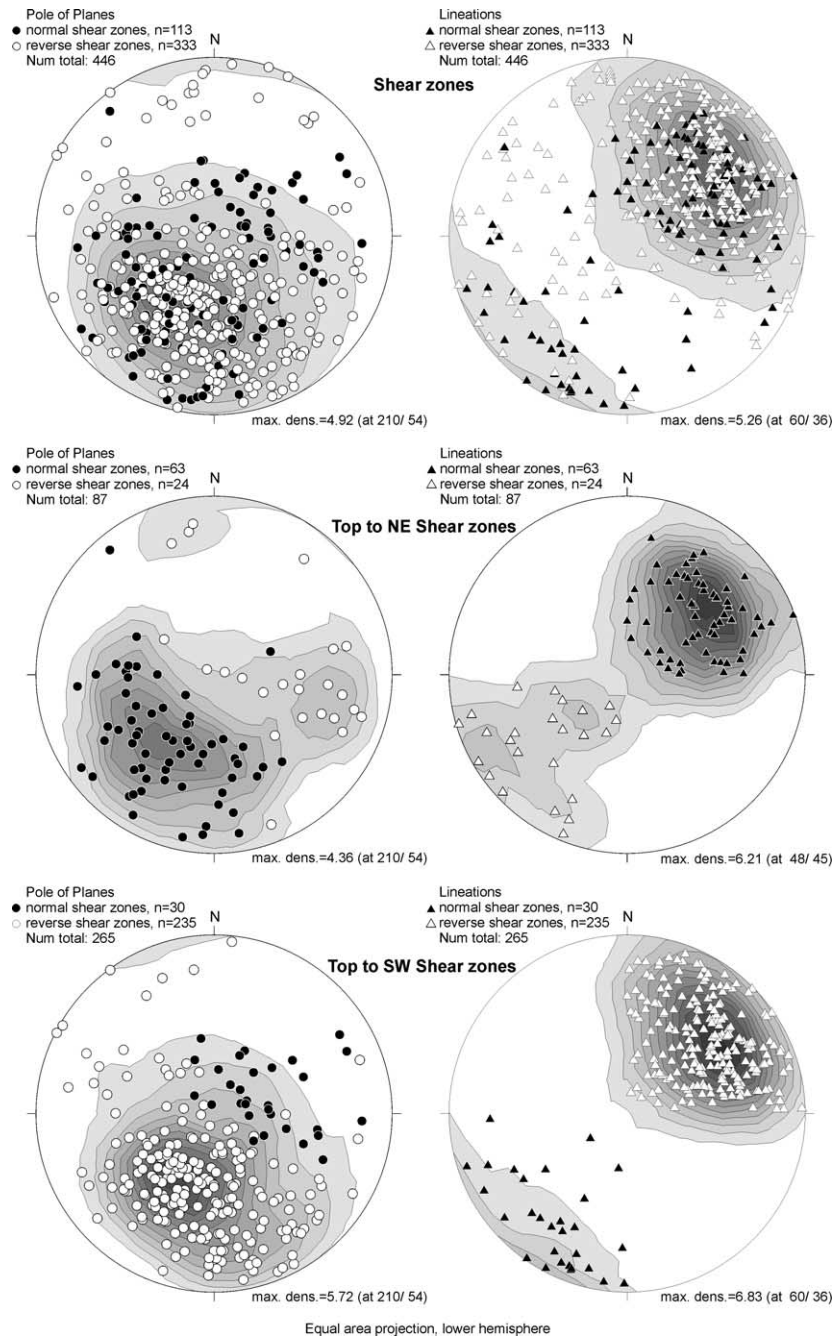 Pole of Planes
● normal shear zones, n=113
○ reverse shear zones, n=333
Num total: 446
N
Lineations
▲ normal shear zones, n=113
△ reverse shear zones, n=333
Num total: 446
N
Shear zones
max. dens.=4.92 (at 210/ 54)
max. dens.=5.26 (at 60/ 36)
Pole of Planes
● normal shear zones, n=63
○ reverse shear zones, n=24
Num total: 87
N
Lineations
▲ normal shear zones, n=63
△ reverse shear zones, n=24
Num total: 87
N
Top to NE Shear zones
max. dens.=4.36 (at 210/ 54)
max. dens.=6.21 (at 48/ 45)
Pole of Planes
● normal shear zones, n=30
○ reverse shear zones, n=235
Num total: 265
N
Lineations
▲ normal shear zones, n=30
△ reverse shear zones, n=235
Num total: 265
N
Top to SW Shear zones
max. dens.=5.72 (at 210/ 54)
max. dens.=6.83 (at 60/ 36)
Equal area projection, lower hemisphere